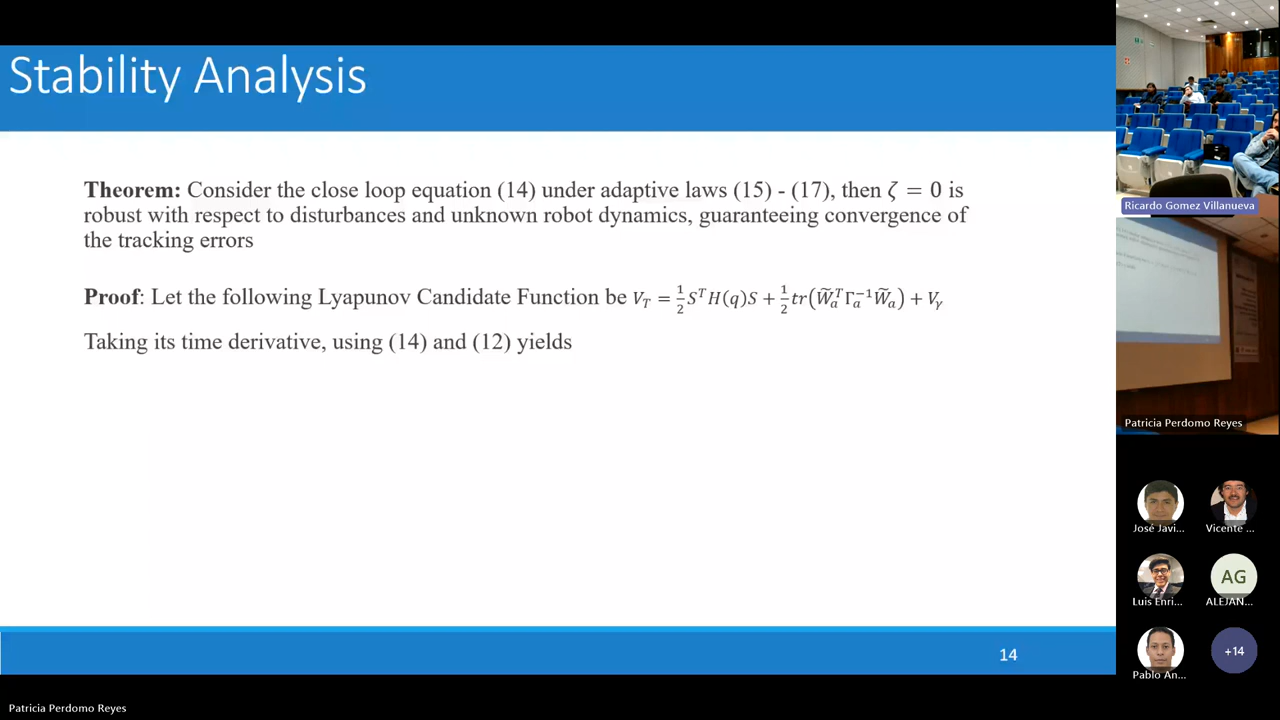 Stability Analysis
Theorem: Consider the close loop equation (14) under adaptive laws (15) - (17), then ζ = 0 is
robust with respect to disturbances and unknown robot dynamics, guaranteeing convergence of
the tracking errors
Proof: Let the following Lyapunov Candidate Function be V_T = 1/2 S^T H(q)S + 1/2 tr(W̃_a^T Γ_a^{-1} W̃_a) + V_γ
Taking its time derivative, using (14) and (12) yields
14
Ricardo Gomez Villanueva
Patricia Perdomo Reyes
José Javi...
Vicente ...
Luis Enri...
AG
ALEJAN...
Pablo An...
+14
Patricia Perdomo Reyes